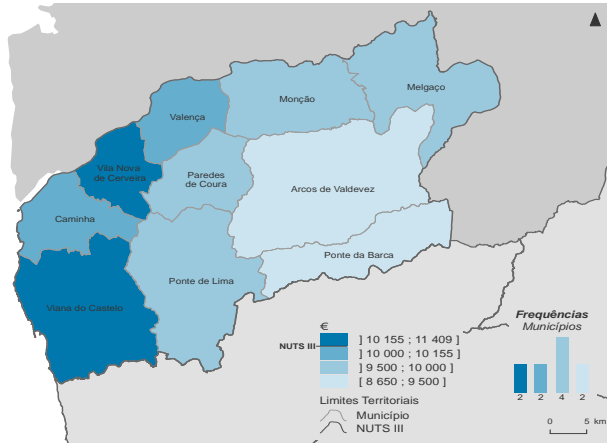 Melgaço
Monção
Valença
Vila Nova
de Cerveira
Paredes
de Coura
Arcos de Valdevez
Caminha
Ponte da Barca
Ponte de Lima
Viana do Castelo
€
NUTS III
] 10 155 ; 11 409 ]
] 10 000 ; 10 155 ]
] 9 500 ; 10 000 ]
[ 8 650 ; 9 500 ]
Limites Territoriais
Município
NUTS III
Frequências
Municípios
2 2 4 2
0 5 km